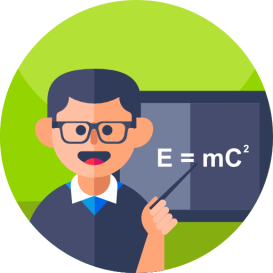 E = mC²